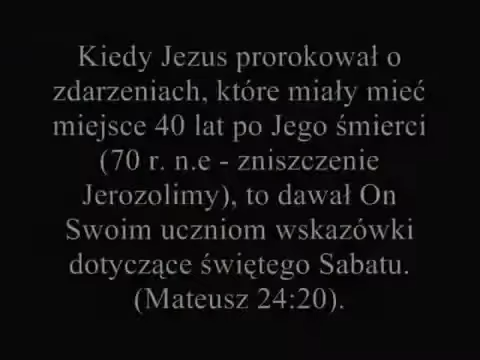 Kiedy Jezus prorokował o
zdarzeniach, które miały mieć
miejsce 40 lat po Jego śmierci
(70 r. n.e - zniszczenie
Jerozolimy), to dawał On
Swoim uczniom wskazówki
dotyczące świętego Sabatu.
(Mateusz 24:20).